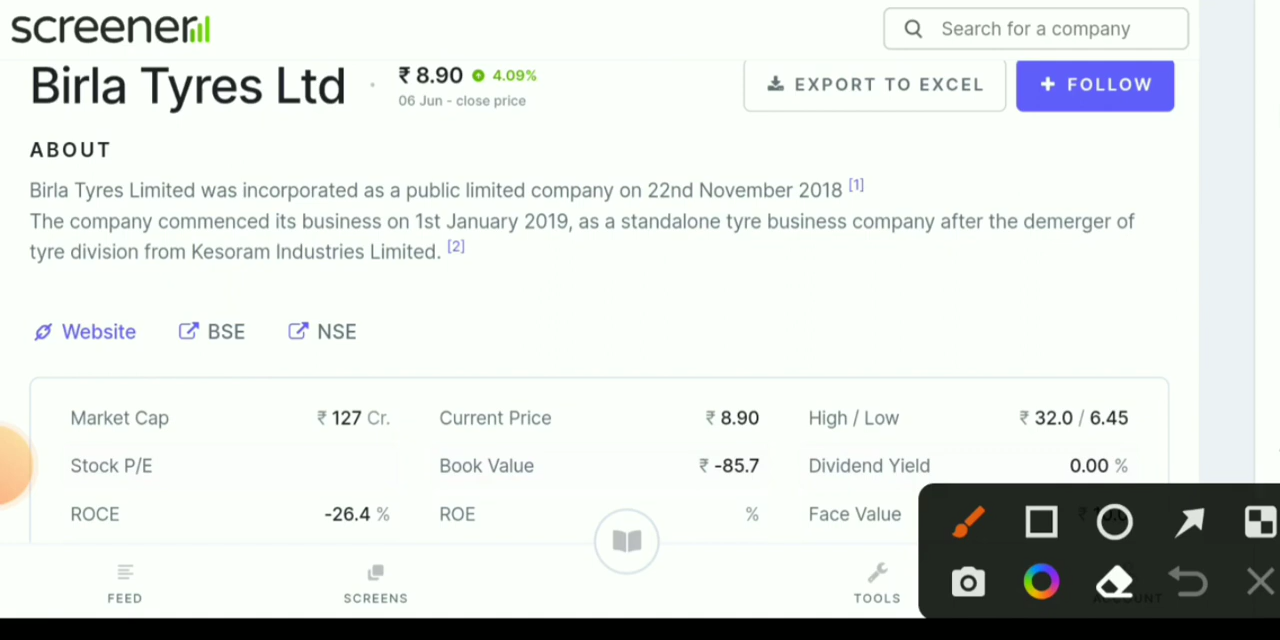 screener
Search for a company
Birla Tyres Ltd · ₹ 8.90 4.09%
06 Jun - close price
EXPORT TO EXCEL
+ FOLLOW
ABOUT
Birla Tyres Limited was incorporated as a public limited company on 22nd November 2018 [1]
The company commenced its business on 1st January 2019, as a standalone tyre business company after the demerger of
tyre division from Kesoram Industries Limited. [2]
Website BSE NSE
Market Cap ₹ 127 Cr. Current Price ₹ 8.90 High / Low ₹ 32.0 / 6.45
Stock P/E Book Value ₹ -85.7 Dividend Yield 0.00 %
ROCE -26.4 % ROE % Face Value
FEED SCREENS TOOLS